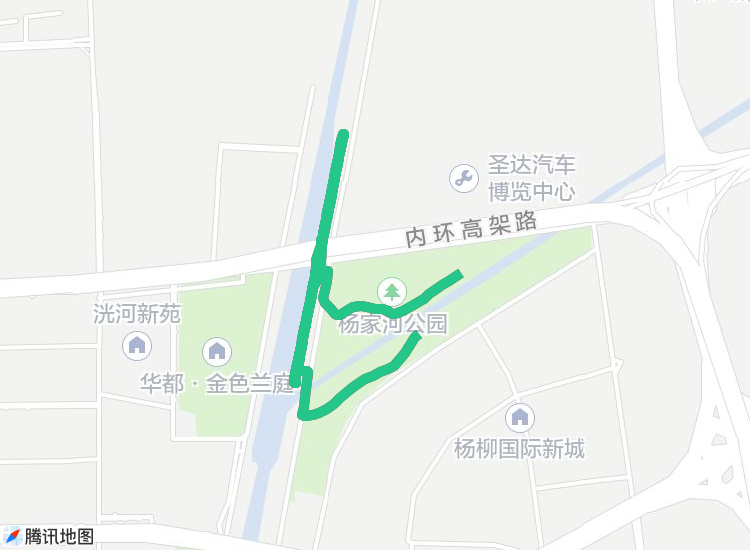 圣达汽车
博览中心
内环高架路
洸河新苑
杨家河公园
华都·金色兰庭
杨柳国际新城
腾讯地图